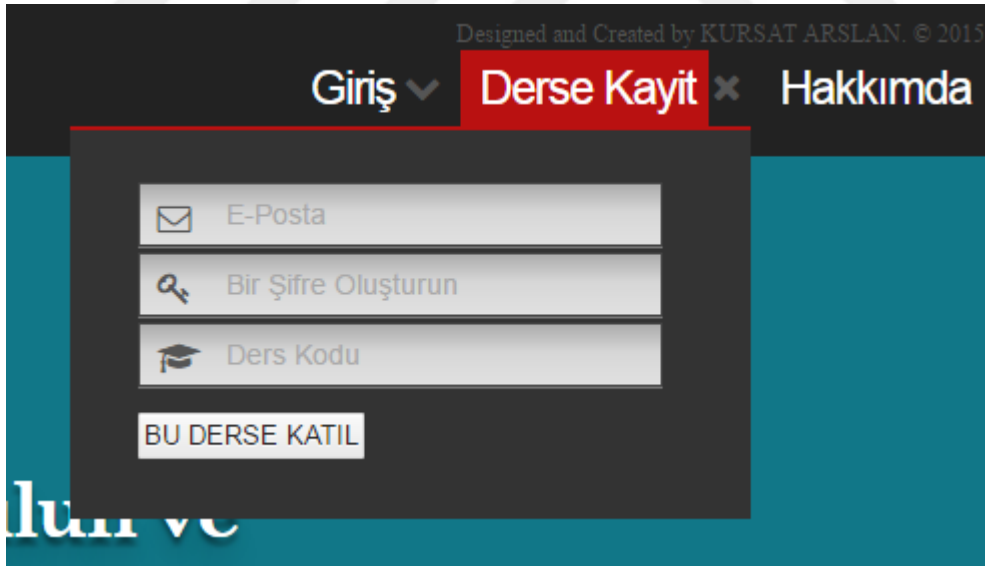 Designed and Created by KURSAT ARSLAN. © 2015
Giriş Derse Kayit Hakkımda
E-Posta
Bir Şifre Oluşturun
Ders Kodu
BU DERSE KATIL
ve